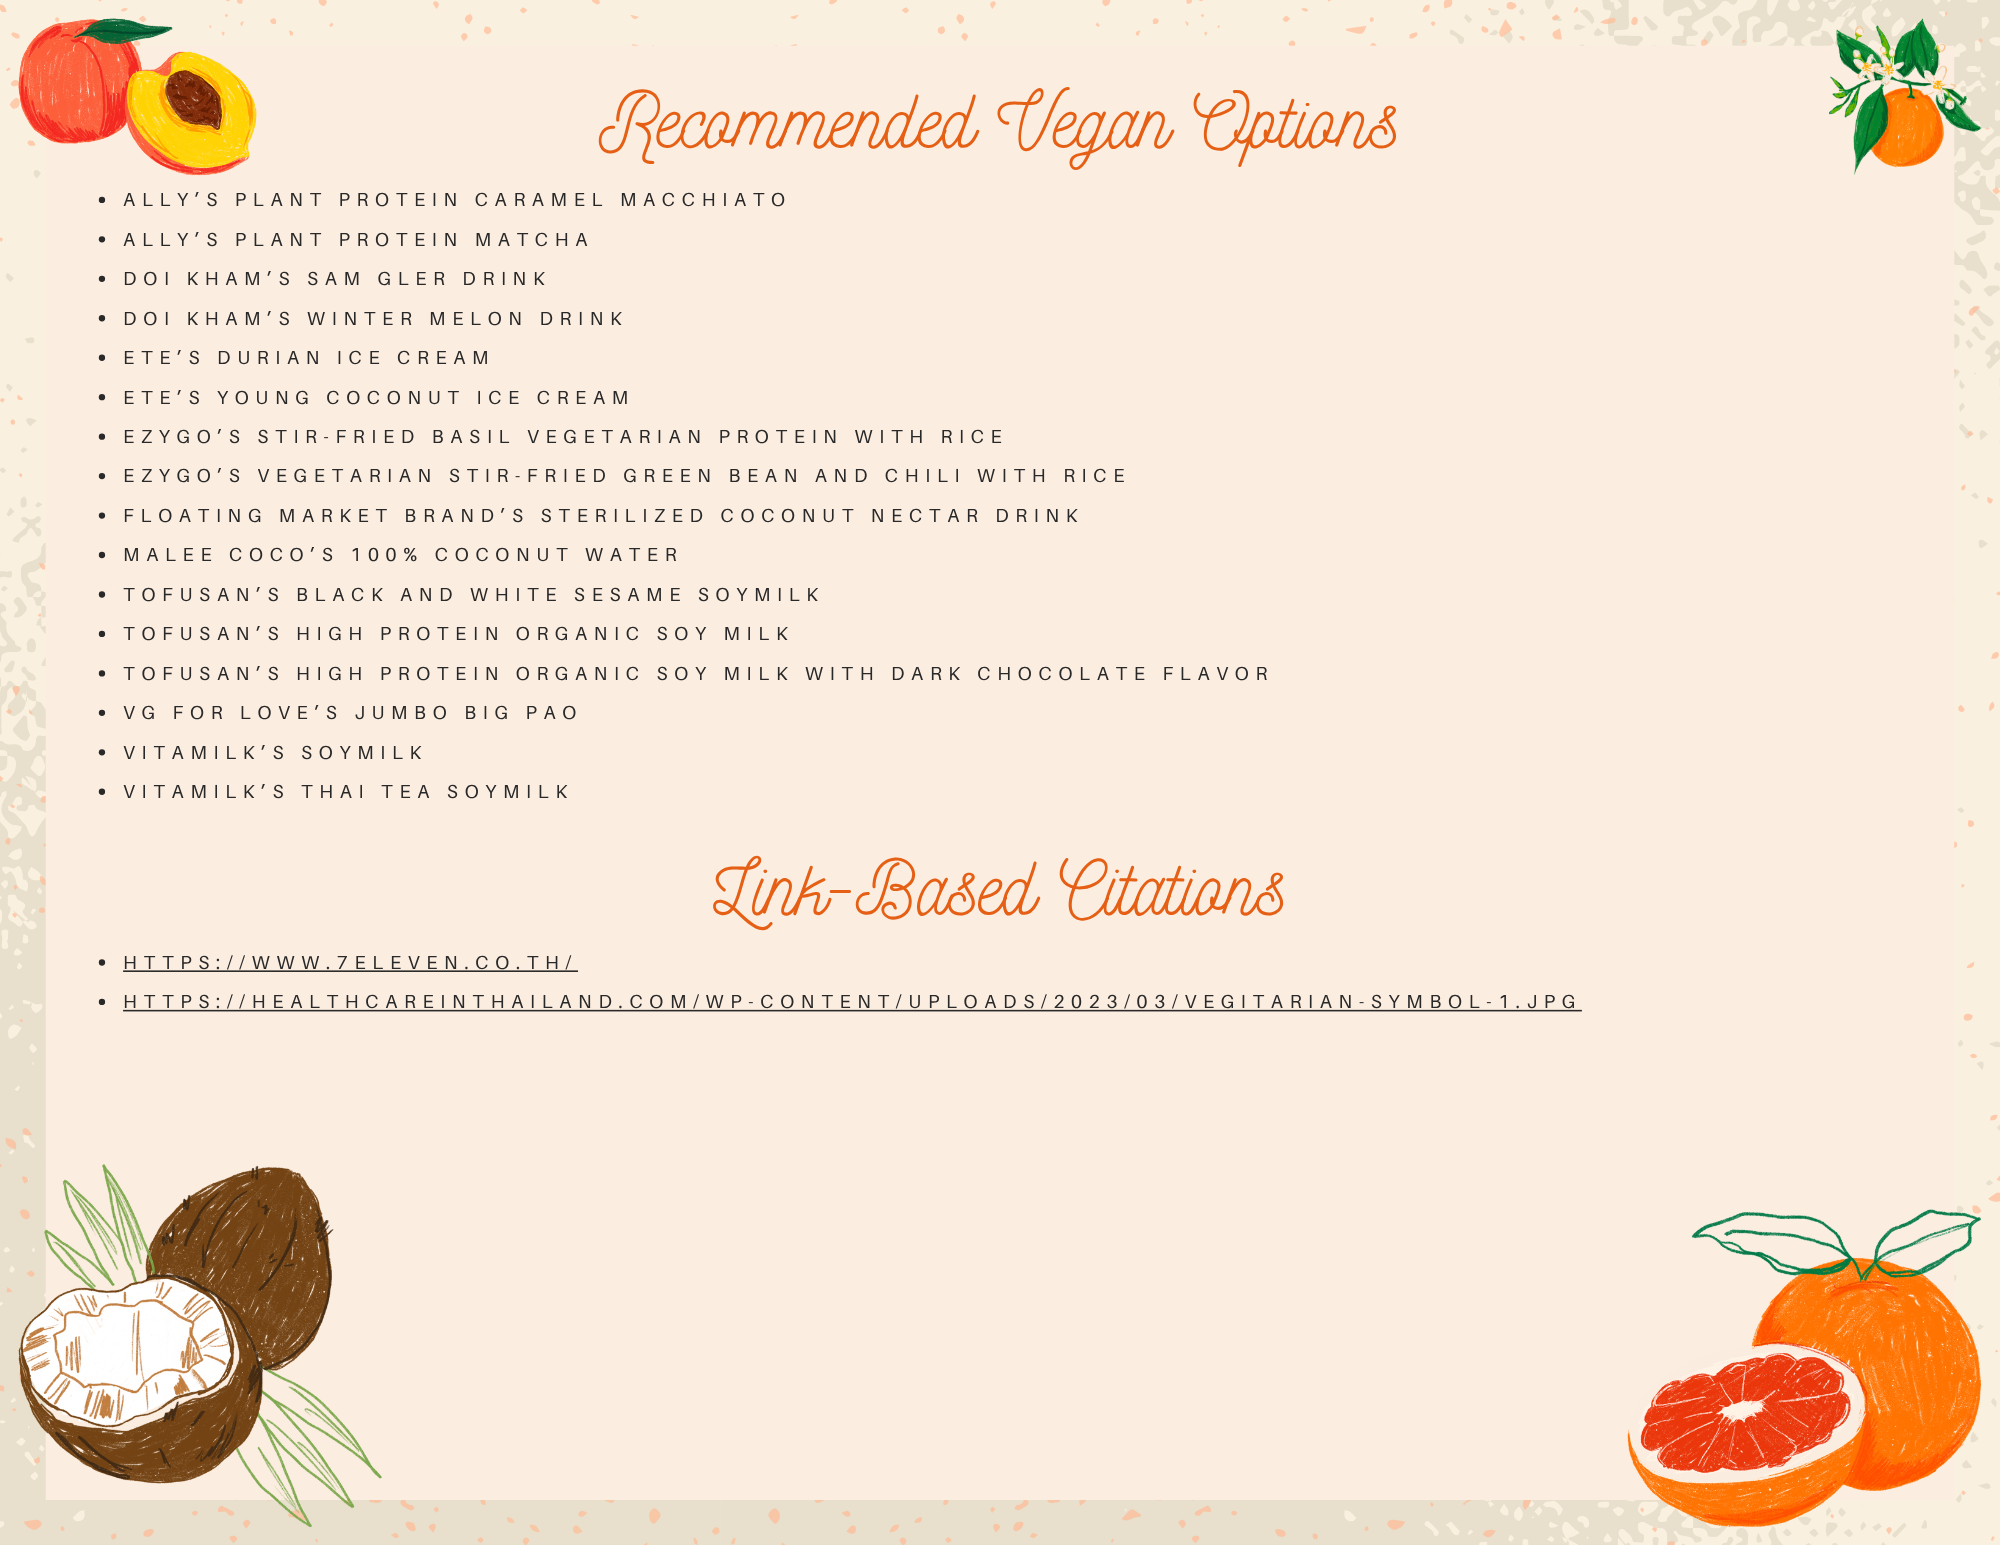 Recommended Vegan Options
• ALLY'S PLANT PROTEIN CARAMEL MACCHIATO
• ALLY'S PLANT PROTEIN MATCHA
• DOI KHAM'S SAM GLER DRINK
• DOI KHAM'S WINTER MELON DRINK
• ETE'S DURIAN ICE CREAM
• ETE'S YOUNG COCONUT ICE CREAM
• EZYGO'S STIR-FRIED BASIL VEGETARIAN PROTEIN WITH RICE
• EZYGO'S VEGETARIAN STIR-FRIED GREEN BEAN AND CHILI WITH RICE
• FLOATING MARKET BRAND'S STERILIZED COCONUT NECTAR DRINK
• MALEE COCO'S 100% COCONUT WATER
• TOFUSAN'S BLACK AND WHITE SESAME SOYMILK
• TOFUSAN'S HIGH PROTEIN ORGANIC SOY MILK
• TOFUSAN'S HIGH PROTEIN ORGANIC SOY MILK WITH DARK CHOCOLATE FLAVOR
• VG FOR LOVE'S JUMBO BIG PAO
• VITAMILK'S SOYMILK
• VITAMILK'S THAI TEA SOYMILK
Link-Based Citations
• HTTPS://WWW.7ELEVEN.CO.TH/
• HTTPS://HEALTHCAREINTHAILAND.COM/WP-CONTENT/UPLOADS/2023/03/VEGITARIAN-SYMBOL-1.JPG